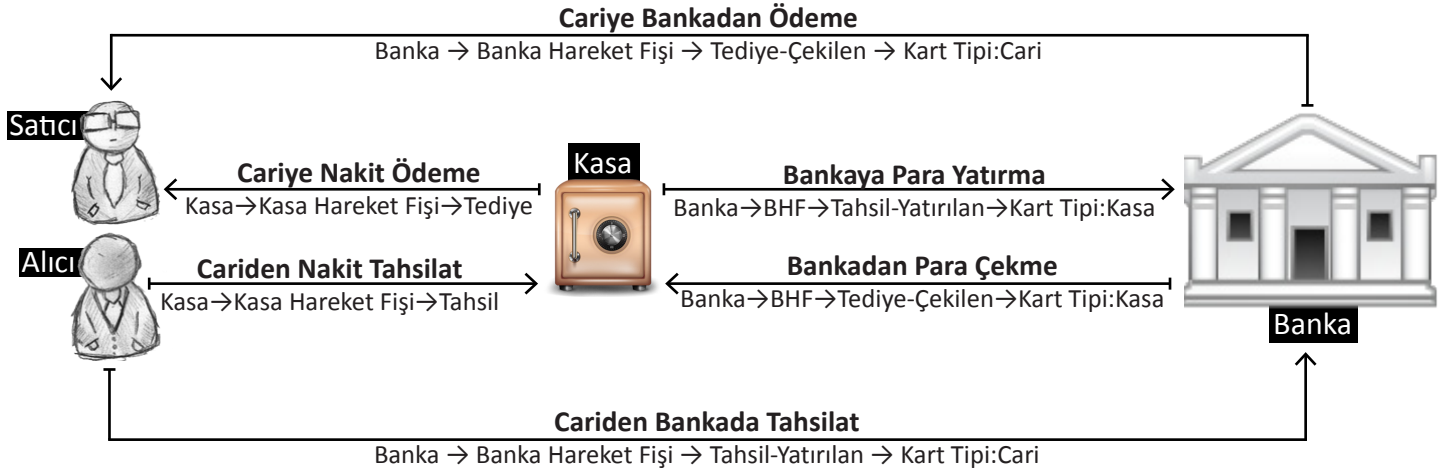 Cariye Bankadan Ödeme
Banka → Banka Hareket Fişi → Tediye-Çekilen → Kart Tipi:Cari
Satıcı
Kasa
Cariye Nakit Ödeme
Kasa→Kasa Hareket Fişi→Tediye
Bankaya Para Yatırma
Banka→BHF→Tahsil-Yatırılan→Kart Tipi:Kasa
Alıcı
Cariden Nakit Tahsilat
Kasa→Kasa Hareket Fişi→Tahsil
Bankadan Para Çekme
Banka→BHF→Tediye-Çekilen→Kart Tipi:Kasa
Banka
Cariden Bankada Tahsilat
Banka → Banka Hareket Fişi → Tahsil-Yatırılan → Kart Tipi:Cari